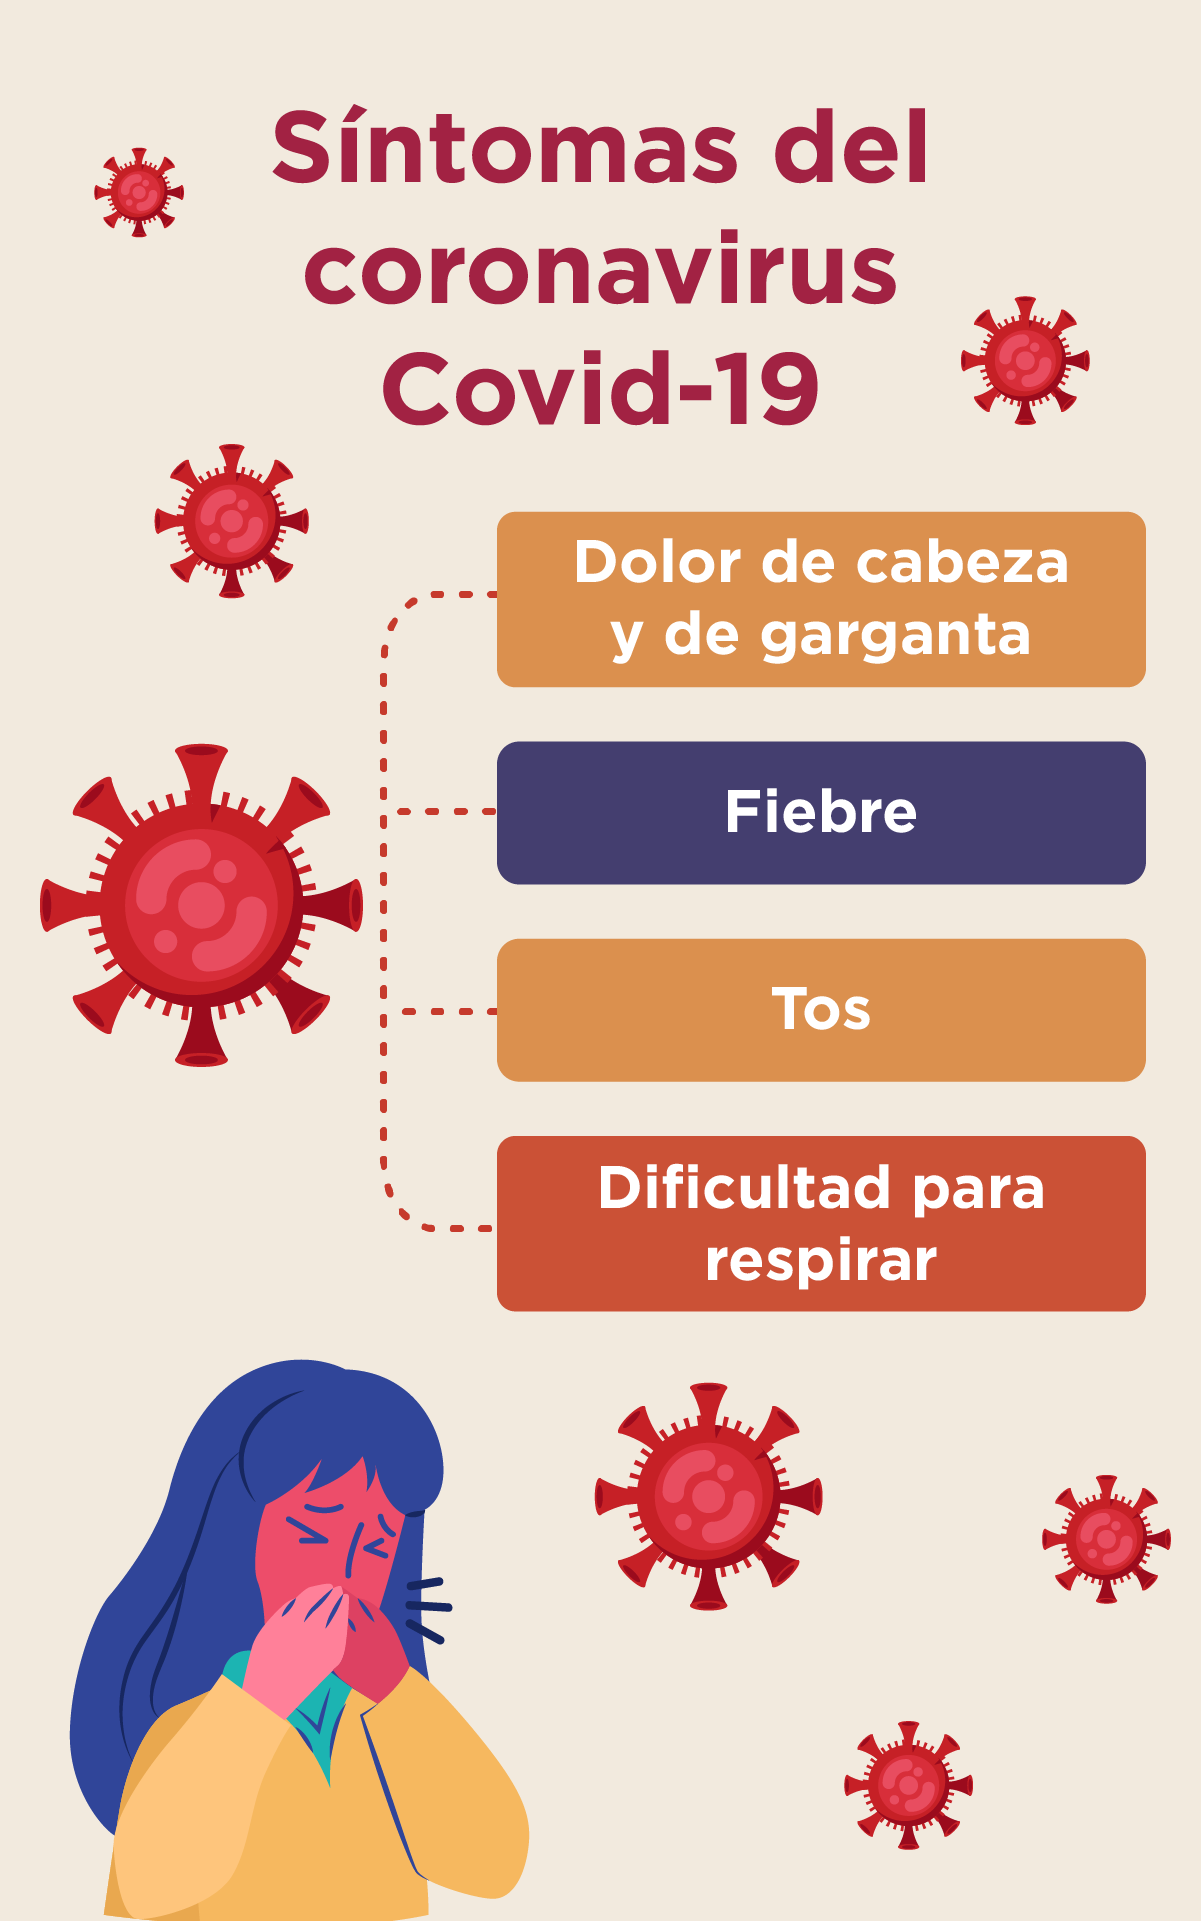 Síntomas del
coronavirus
Covid-19
Dolor de cabeza
y de garganta
Fiebre
Tos
Dificultad para
respirar